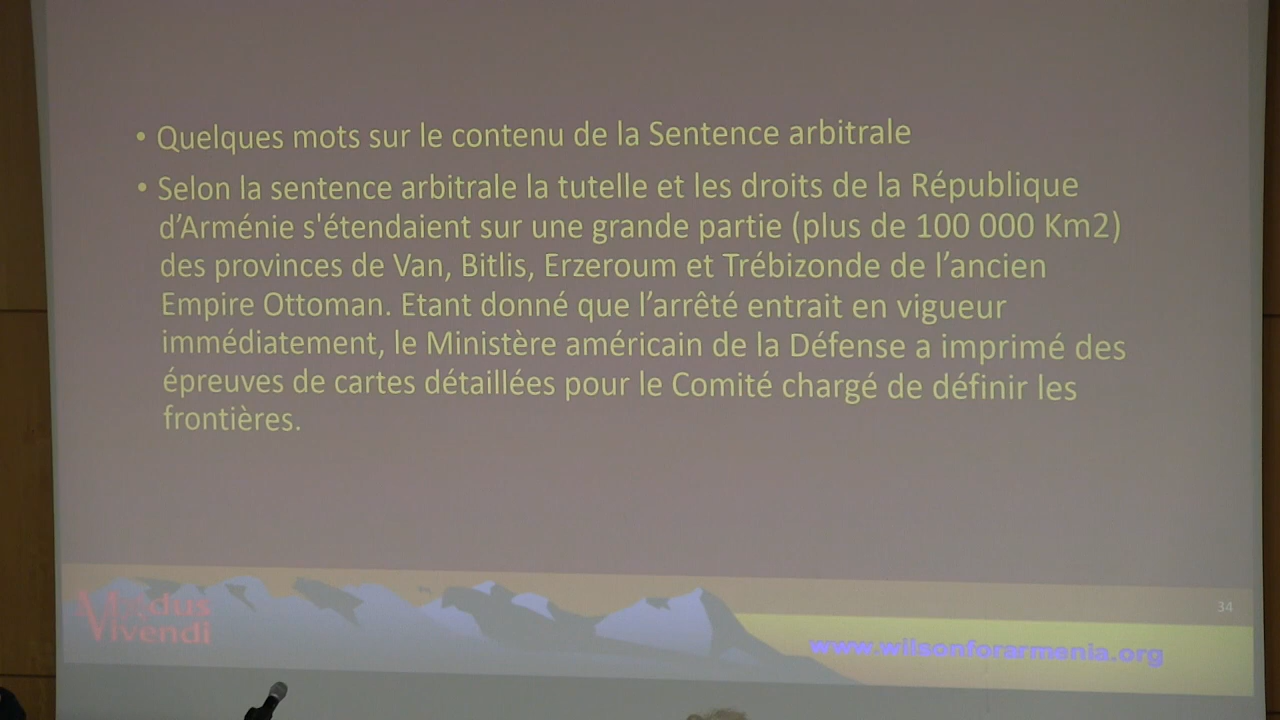 • Quelques mots sur le contenu de la Sentence arbitrale
• Selon la sentence arbitrale la tutelle et les droits de la République
d’Arménie s'étendaient sur une grande partie (plus de 100 000 Km2)
des provinces de Van, Bitlis, Erzeroum et Trébizonde de l’ancien
Empire Ottoman. Etant donné que l’arrêté entrait en vigueur
immédiatement, le Ministère américain de la Défense a imprimé des
épreuves de cartes détaillées pour le Comité chargé de définir les
frontières.
34
Modus
Vivendi
www.wilsonforarmenia.org